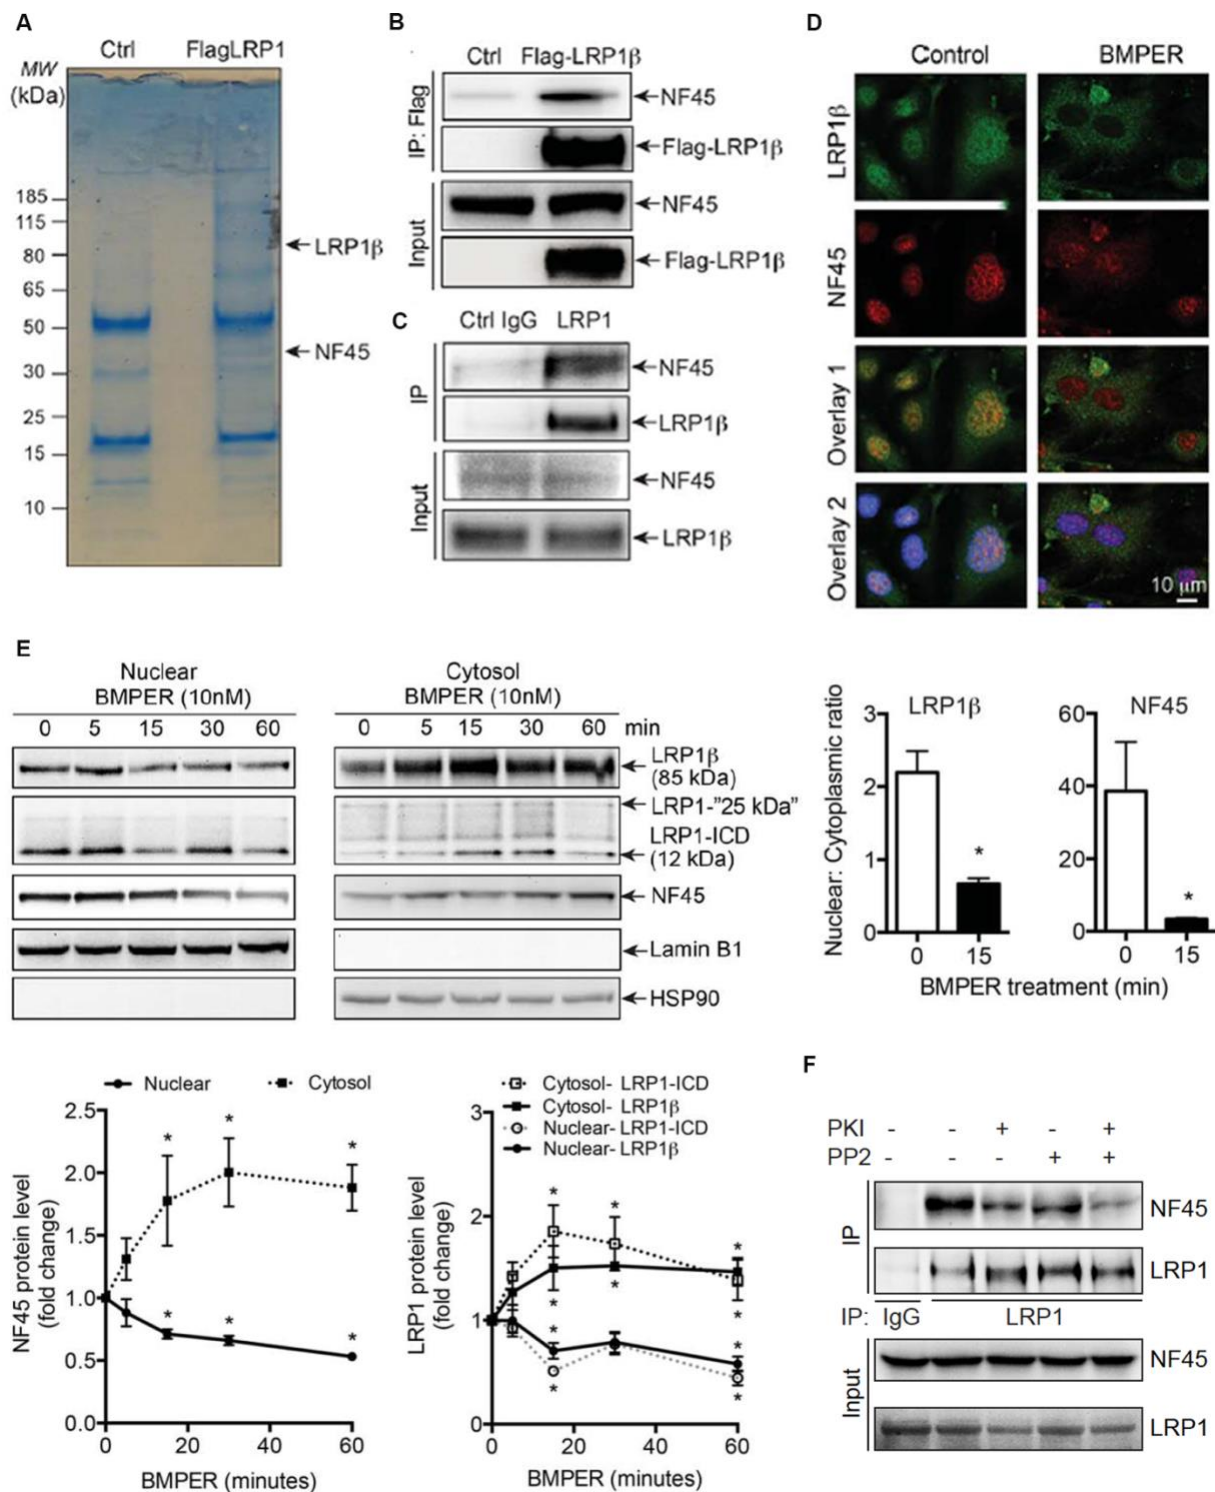 A
Ctrl FlagLRP1
MW
(kDa)
185
115
80
65
50
30
25
15
10
LRP1β
NF45
B
Ctrl Flag-LRP1β
IP: Flag
NF45
Flag-LRP1β
Input
NF45
Flag-LRP1β
C
Ctrl IgG LRP1
IP
NF45
LRP1β
Input
NF45
LRP1β
D
Control BMPER
LRP1β
NF45
Overlay 1
Overlay 2
10 μm
LRP1β
NF45
Nuclear: Cytoplasmic ratio
3
2
1
0
60
40
20
0
*
*
0 15
0 15
BMPER treatment (min)
E
Nuclear
BMPER (10nM)
Cytosol
BMPER (10nM)
0 5 15 30 60
0 5 15 30 60 min
LRP1β
(85 kDa)
LRP1-"25 kDa"
LRP1-ICD
(12 kDa)
NF45
Lamin B1
HSP90
Nuclear Cytosol
NF45 protein level
(fold change)
2.5
2.0
1.5
1.0
0.5
0.0
* * *
* * *
0 20 40 60
BMPER (minutes)
Cytosol- LRP1-ICD
Cytosol- LRP1β
Nuclear- LRP1-ICD
Nuclear- LRP1β
LRP1 protein level
(fold change)
3
2
1
0
* * *
* * *
* *
* *
0 20 40 60
BMPER (minutes)
F
PKI - - + - +
PP2 - - - + +
IP
NF45
LRP1
IP: IgG LRP1
Input
NF45
LRP1